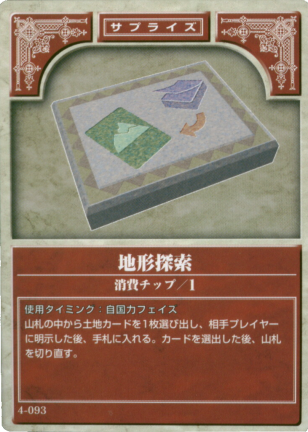 サプライズ
地形探索
消費チップ／1
使用タイミング：自国力フェイス
山札の中から土地カードを1枚選び出し、相手プレイヤー
に明示した後、手札に入れる。カードを選出した後、山札
を切り直す。
4-093